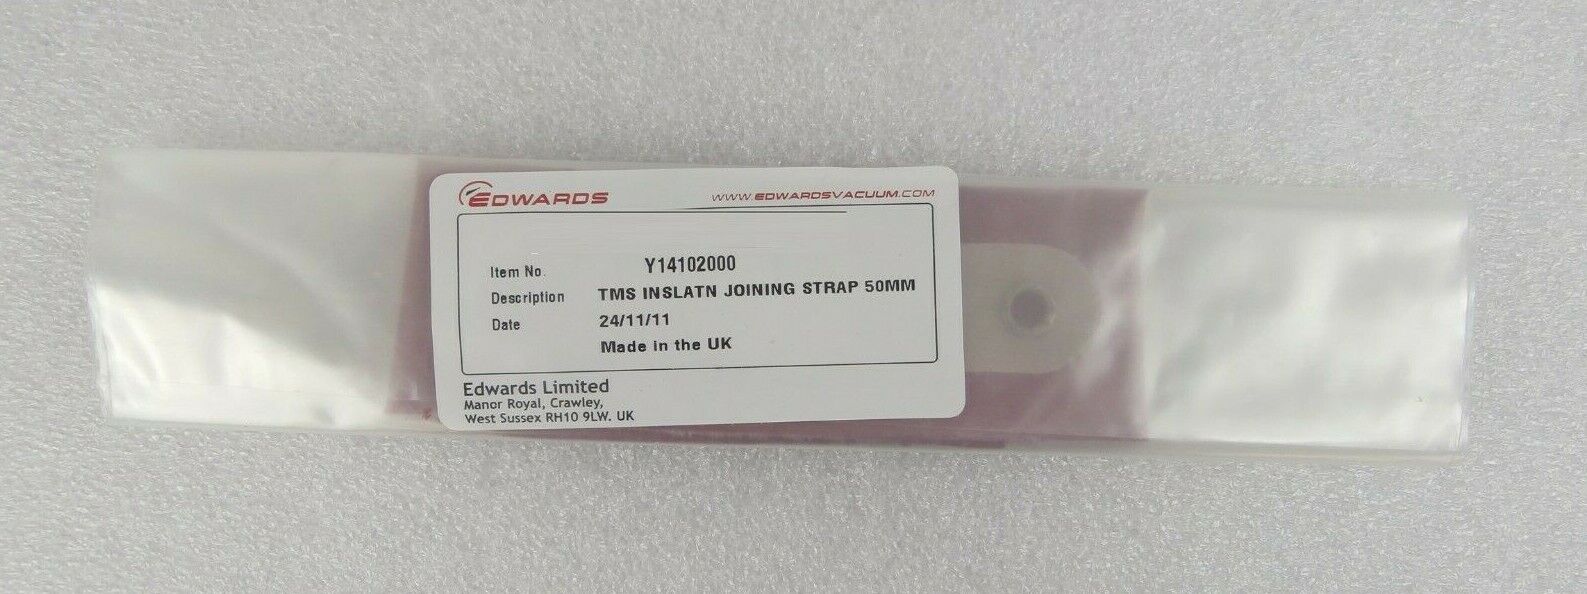 EDWARDS
WWW.EDWARDSVACUUM.COM
Item No. Y14102000
Description TMS INSLATN JOINING STRAP 50MM
Date 24/11/11
Made in the UK
Edwards Limited
Manor Royal, Crawley,
West Sussex RH10 9LW. UK